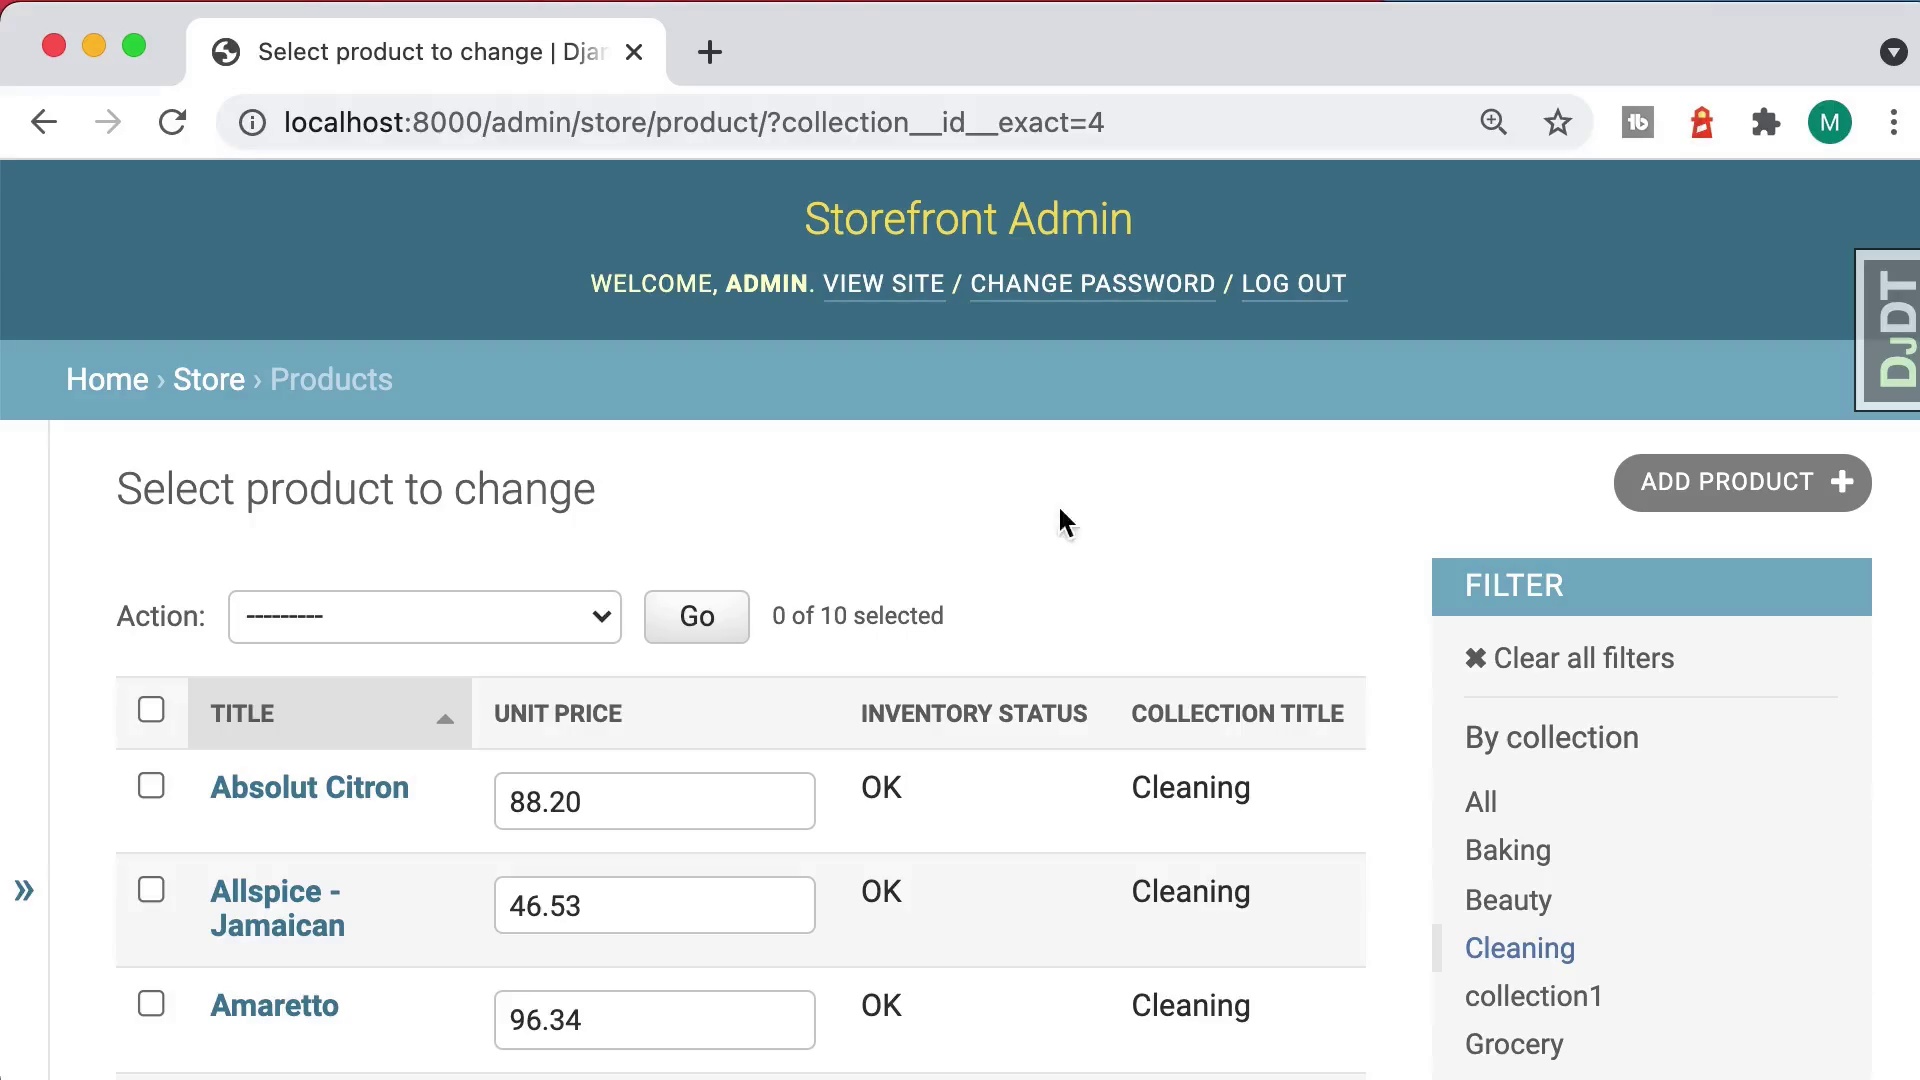 Select product to change | Djan
localhost:8000/admin/store/product/?collection__id__exact=4
M
Storefront Admin
WELCOME, ADMIN. VIEW SITE / CHANGE PASSWORD / LOG OUT
DJDT
Home › Store › Products
Select product to change
ADD PRODUCT +
Action: --------- Go 0 of 10 selected
TITLE UNIT PRICE INVENTORY STATUS COLLECTION TITLE
Absolut Citron 88.20 OK Cleaning
Allspice -
Jamaican 46.53 OK Cleaning
Amaretto 96.34 OK Cleaning
FILTER
✖ Clear all filters
By collection
All
Baking
Beauty
Cleaning
collection1
Grocery